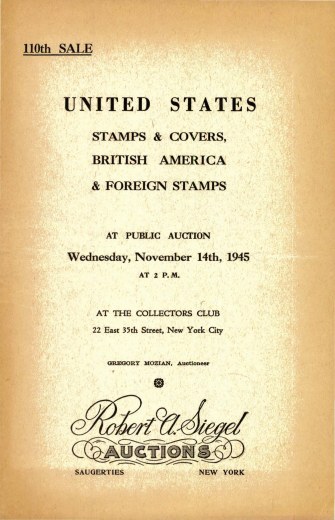 110th SALE
UNITED STATES
STAMPS & COVERS,
BRITISH AMERICA
& FOREIGN STAMPS
AT PUBLIC AUCTION
Wednesday, November 14th, 1945
AT 2 P.M.
AT THE COLLECTORS CLUB
22 East 35th Street, New York City
GREGORY MOZIAN, Auctioneer
Robert A. Siegel
AUCTIONS
SAUGERTIES NEW YORK